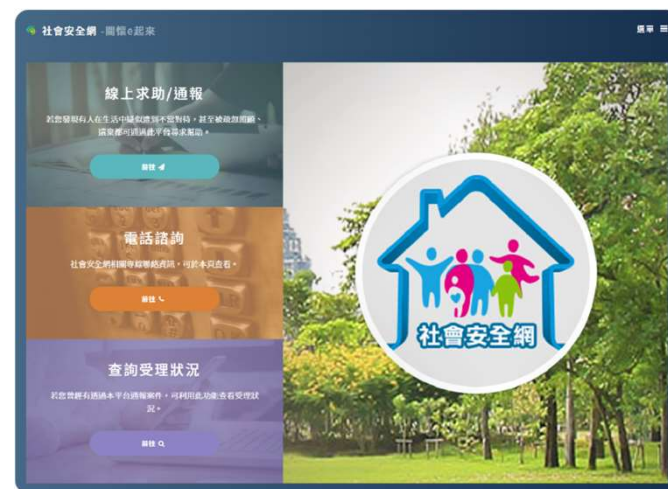 社會安全網 -關懷e起來
選單
線上求助/通報
若您發現有人在生活中疑似遭到不當對待，甚至被疏忽照顧、
遺棄都可透過此平台尋求幫助。
前往
電話諮詢
社會安全網相關專線聯絡資訊，可於本頁查看。
前往
查詢受理狀況
若您曾經有透過本平台通報案件，可利用此功能查看受理狀
況。
前往
社會安全網